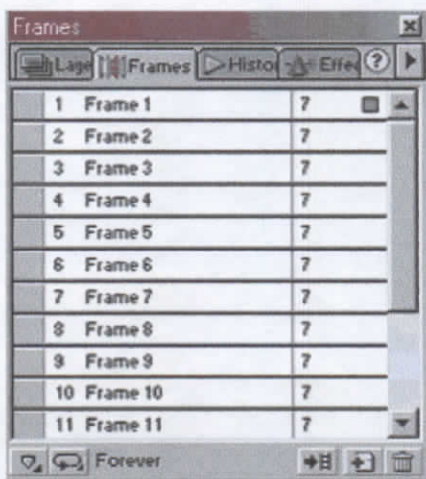 Frames
Lage Frames Histo Effe ?
1 Frame 1 7
2 Frame 2 7
3 Frame 3 7
4 Frame 4 7
5 Frame 5 7
6 Frame 6 7
7 Frame 7 7
8 Frame 8 7
9 Frame 9 7
10 Frame 10 7
11 Frame 11 7
Forever